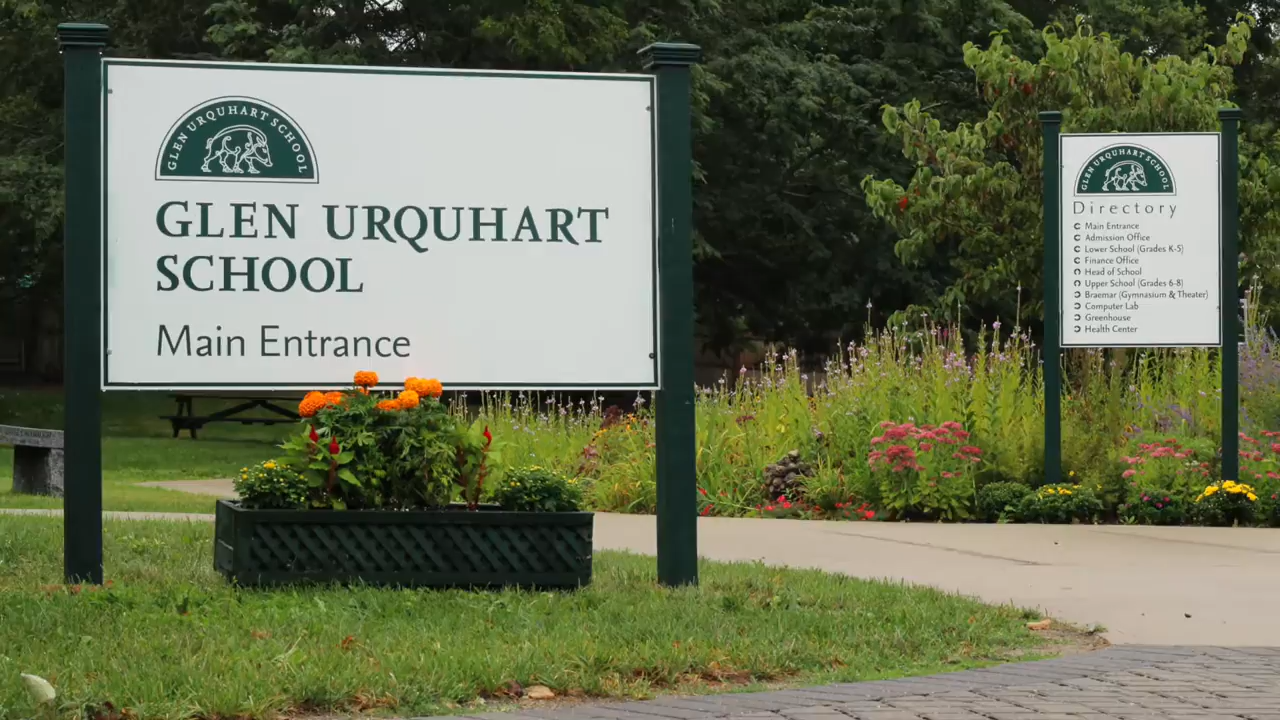 GLEN URQUHART SCHOOL
GLEN URQUHART
SCHOOL
Main Entrance
GLEN URQUHART SCHOOL
Directory
Main Entrance
Admission Office
Lower School (Grades K-5)
Finance Office
Head of School
Upper School (Grades 6-8)
Braemar (Gymnasium & Theater)
Computer Lab
Greenhouse
Health Center